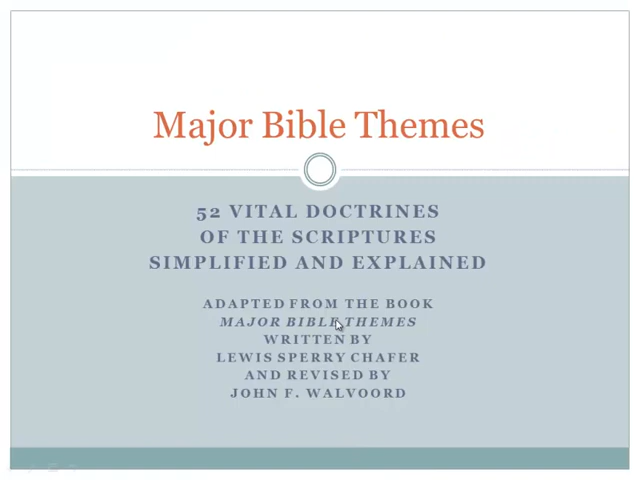 Major Bible Themes
52 VITAL DOCTRINES
OF THE SCRIPTURES
SIMPLIFIED AND EXPLAINED
ADAPTED FROM THE BOOK
MAJOR BIBLE THEMES
WRITTEN BY
LEWIS SPERRY CHAFER
AND REVISED BY
JOHN F. WALVOORD